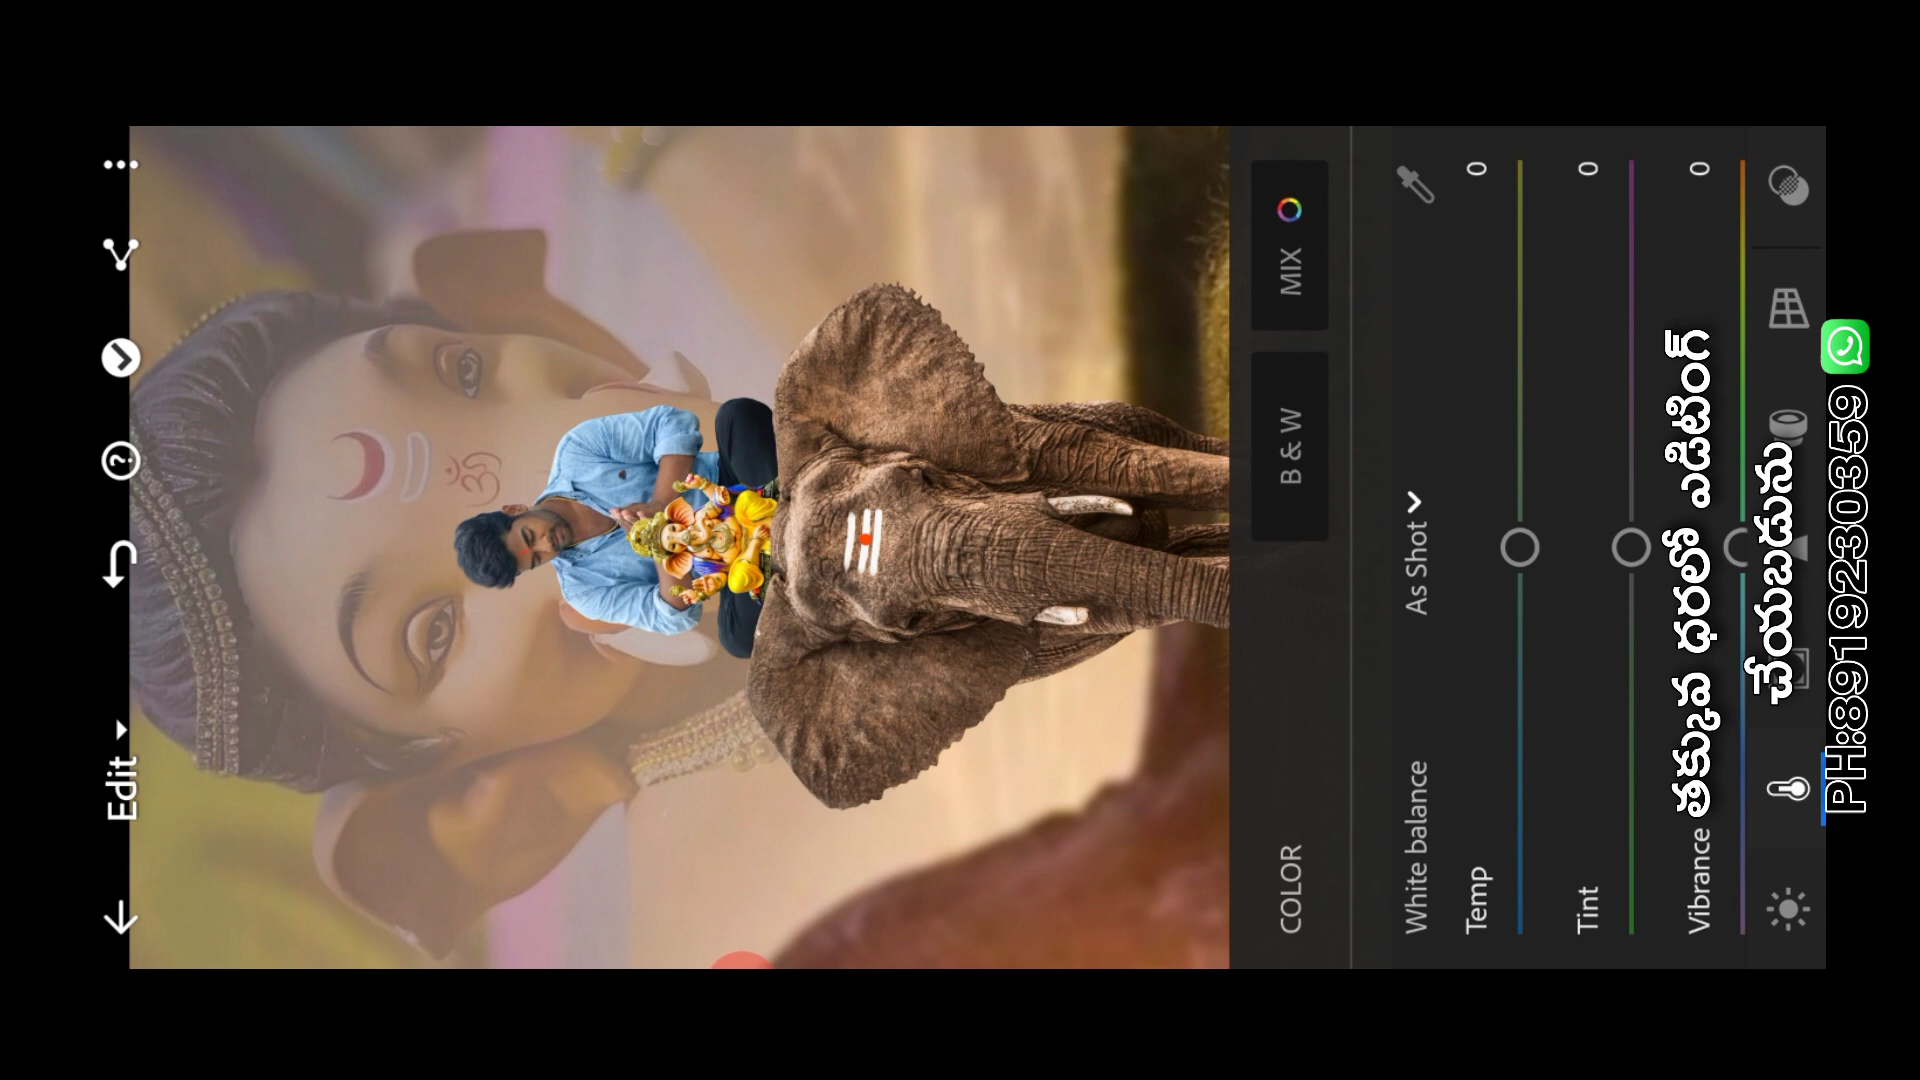 Edit
ॐ
COLOR
B & W
MIX
White balance
As Shot
Temp
0
Tint
0
Vibrance
0
తక్కువ ధరలో ఎడిటింగ్
చేయబడును
PH:8919230359